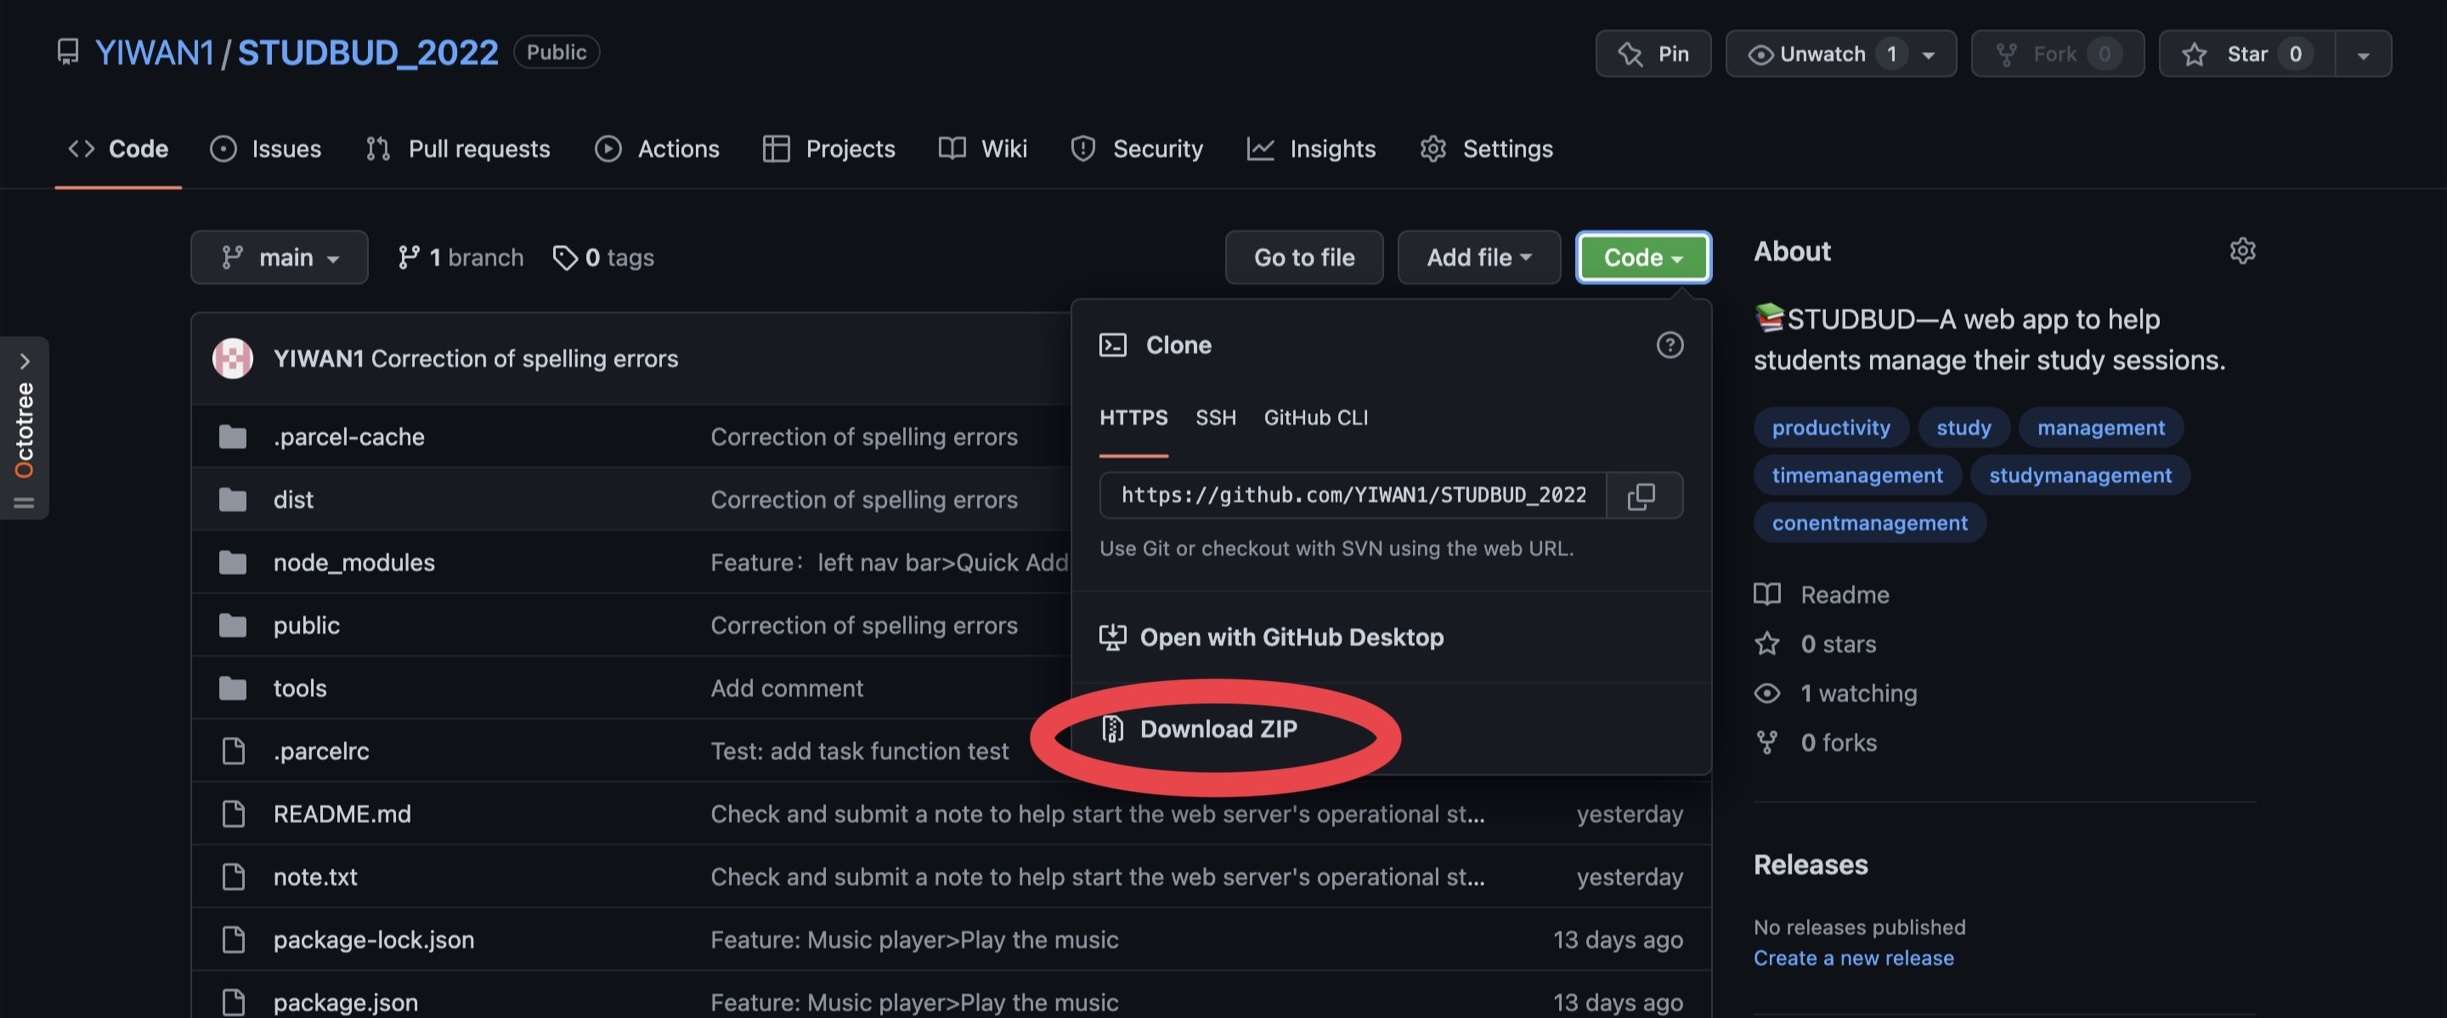 YIWAN1/STUDBUD_2022 Public
Pin
Unwatch 1
Fork 0
Star 0
Code
Issues
Pull requests
Actions
Projects
Wiki
Security
Insights
Settings
Octotree
main
1 branch
0 tags
Go to file
Add file
Code
YIWAN1 Correction of spelling errors
.parcel-cache Correction of spelling errors
dist Correction of spelling errors
node_modules Feature：left nav bar>Quick Add
public Correction of spelling errors
tools Add comment
.parcelrc Test: add task function test
README.md Check and submit a note to help start the web server's operational st... yesterday
note.txt Check and submit a note to help start the web server's operational st... yesterday
package-lock.json Feature: Music player>Play the music 13 days ago
package.json Feature: Music player>Play the music 13 days ago
Clone
HTTPS SSH GitHub CLI
https://github.com/YIWAN1/STUDBUD_2022
Use Git or checkout with SVN using the web URL.
Open with GitHub Desktop
Download ZIP
About
📚STUDBUD—A web app to help
students manage their study sessions.
productivity study management
timemanagement studymanagement
conentmanagement
Readme
0 stars
1 watching
0 forks
Releases
No releases published
Create a new release